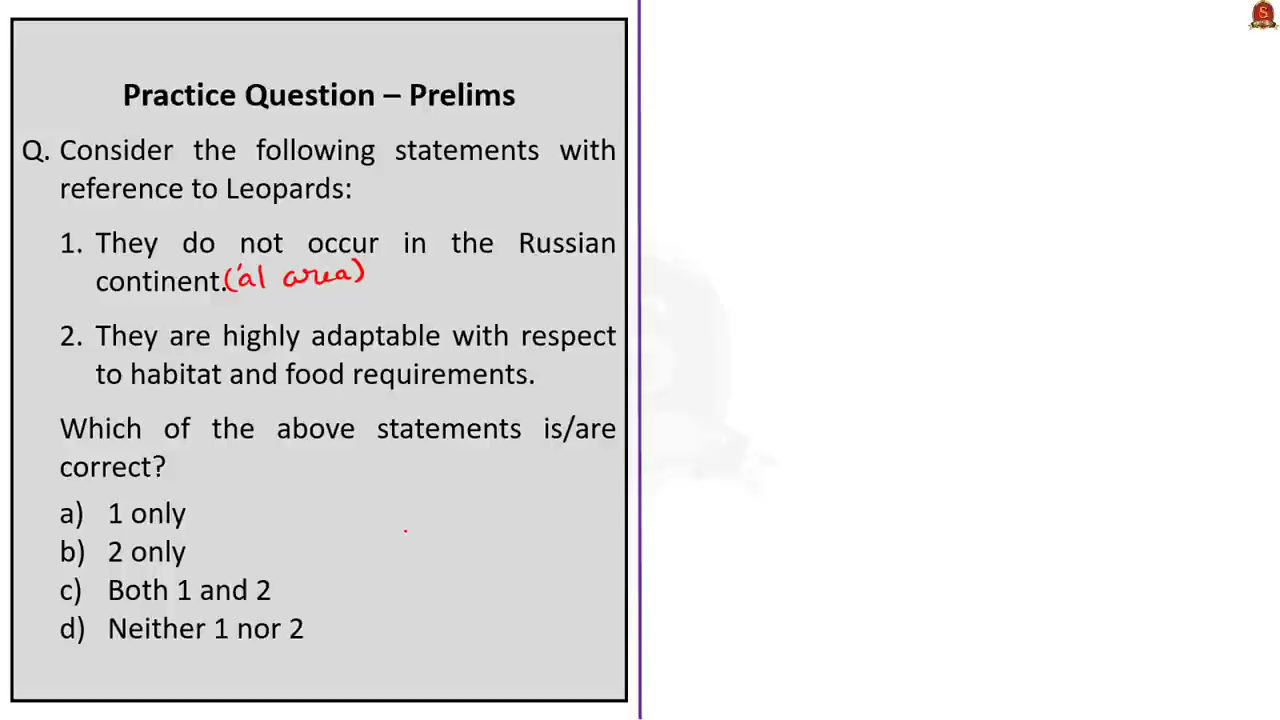 Practice Question – Prelims
Q. Consider the following statements with
reference to Leopards:
1. They do not occur in the Russian
continent.('al area)
2. They are highly adaptable with respect
to habitat and food requirements.
Which of the above statements is/are
correct?
a) 1 only
b) 2 only
c) Both 1 and 2
d) Neither 1 nor 2
S